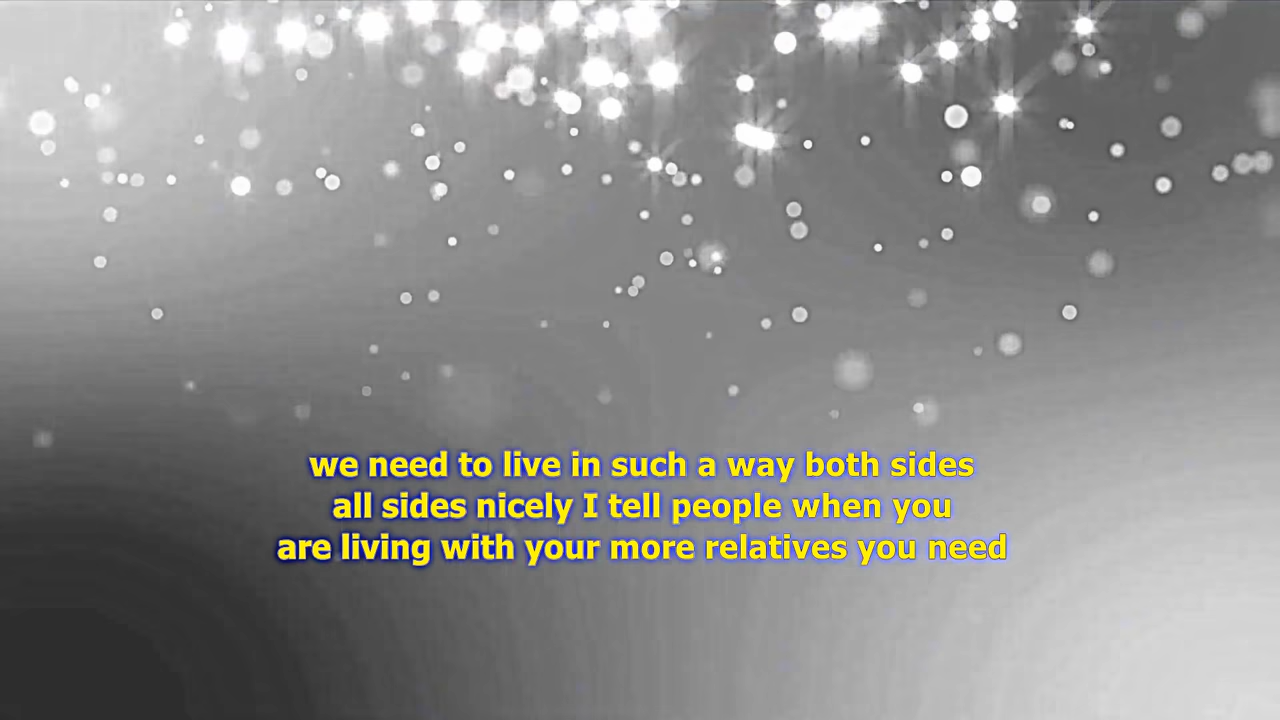 we need to live in such a way both sides
all sides nicely I tell people when you
are living with your more relatives you need